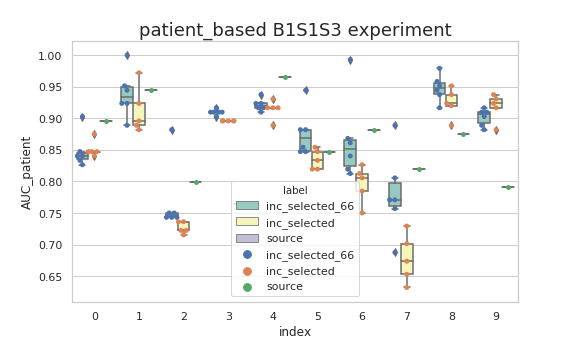 patient_based B1S1S3 experiment
1.00
0.95
0.90
0.85
0.80
0.75
0.70
0.65
AUC_patient
label
inc_selected_66
inc_selected
source
inc_selected_66
inc_selected
source
0 1 2 3 4 5 6 7 8 9
index